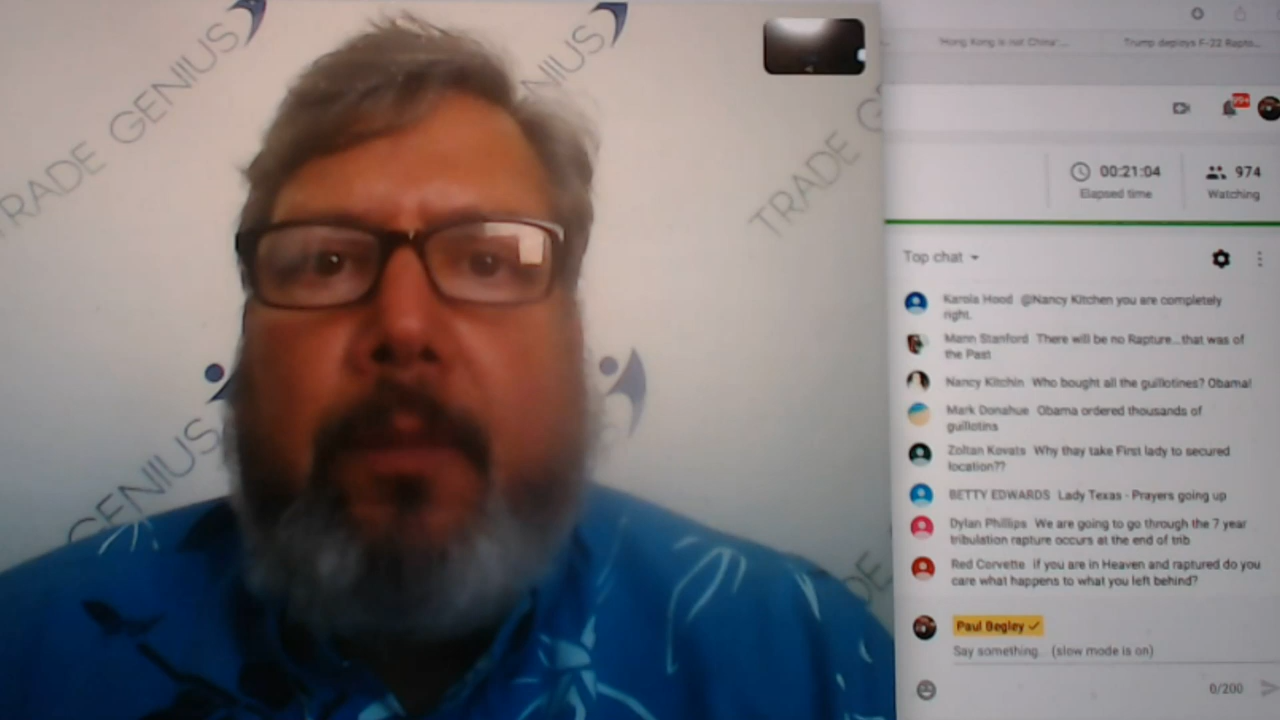 TRADE GENIUS
GENIUS
TRADE G
GENIUS
'Hong Kong is not China'...
Trump deploys F-22 Rapto...
99+
00:21:04
974
Elapsed time
Watching
Top chat
Karola Hood @Nancy Kitchen you are completely
right.
Mann Stanford There will be no Rapture...that was of
the Past
Nancy Kitchin Who bought all the guillotines? Obama!
Mark Donahue Obama ordered thousands of
guillotins
Zoltan Kovats Why thay take First lady to secured
location??
BETTY EDWARDS Lady Texas - Prayers going up
Dylan Phillips We are going to go through the 7 year
tribulation rapture occurs at the end of trib
Red Corvette if you are in Heaven and raptured do you
care what happens to what you left behind?
Paul Begley
Say something... (slow mode is on)
DE
0/200